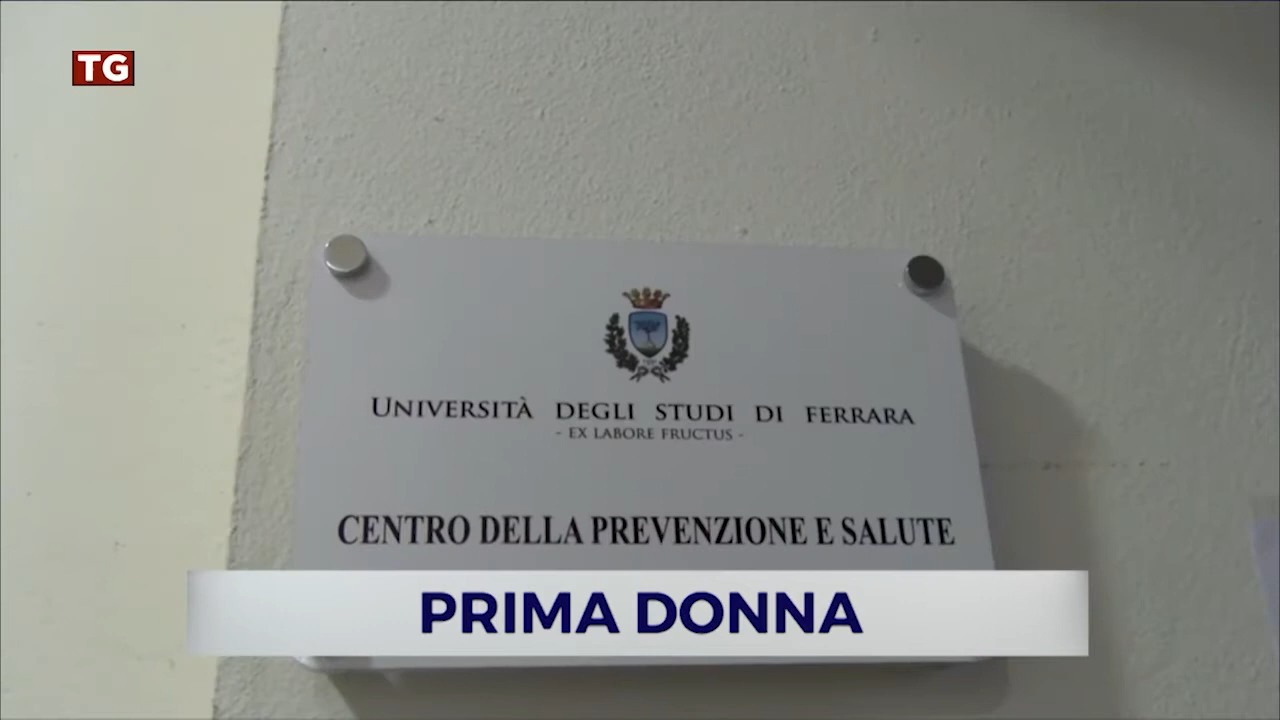 TG
UNIVERSITÀ DEGLI STUDI DI FERRARA
- EX LABORE FRUCTUS -
CENTRO DELLA PREVENZIONE E SALUTE
PRIMA DONNA